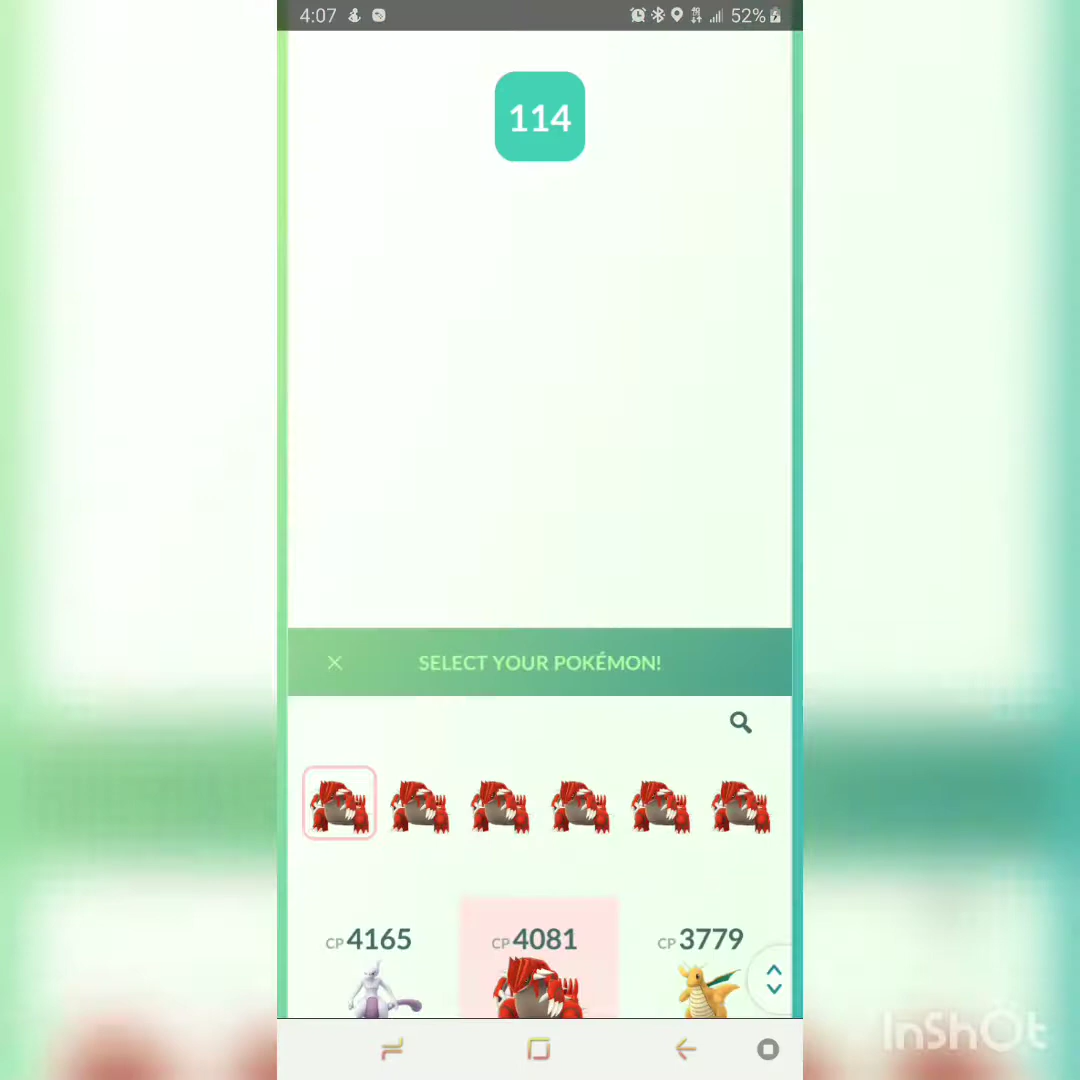 4:07 52%
114
SELECT YOUR POKÉMON!
CP 4165 CP 4081 CP 3779
InShOt